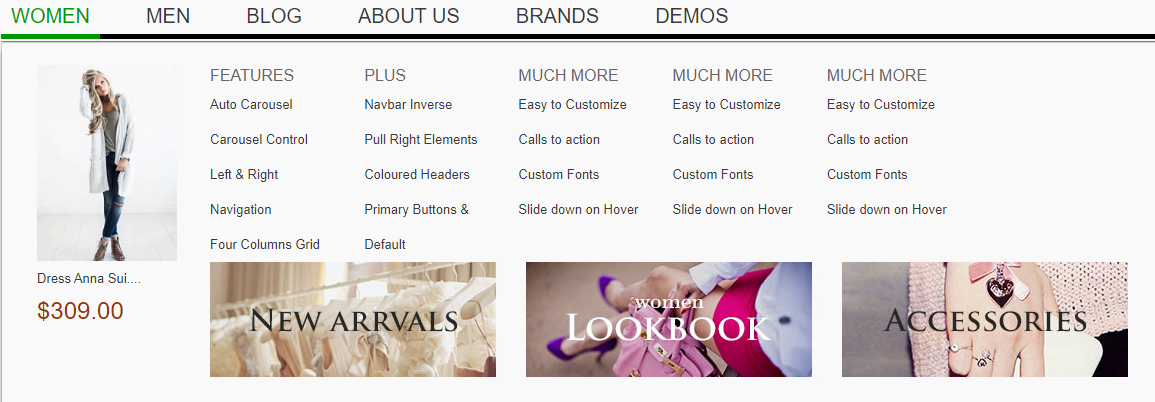 WOMEN MEN BLOG ABOUT US BRANDS DEMOS
Dress Anna Sui....
$309.00
FEATURES
Auto Carousel
Carousel Control
Left & Right
Navigation
Four Columns Grid
PLUS
Navbar Inverse
Pull Right Elements
Coloured Headers
Primary Buttons &
Default
MUCH MORE
Easy to Customize
Calls to action
Custom Fonts
Slide down on Hover
MUCH MORE
Easy to Customize
Calls to action
Custom Fonts
Slide down on Hover
MUCH MORE
Easy to Customize
Calls to action
Custom Fonts
Slide down on Hover
NEW ARRVALS
women
LOOKBOOK
ACCESSORIES